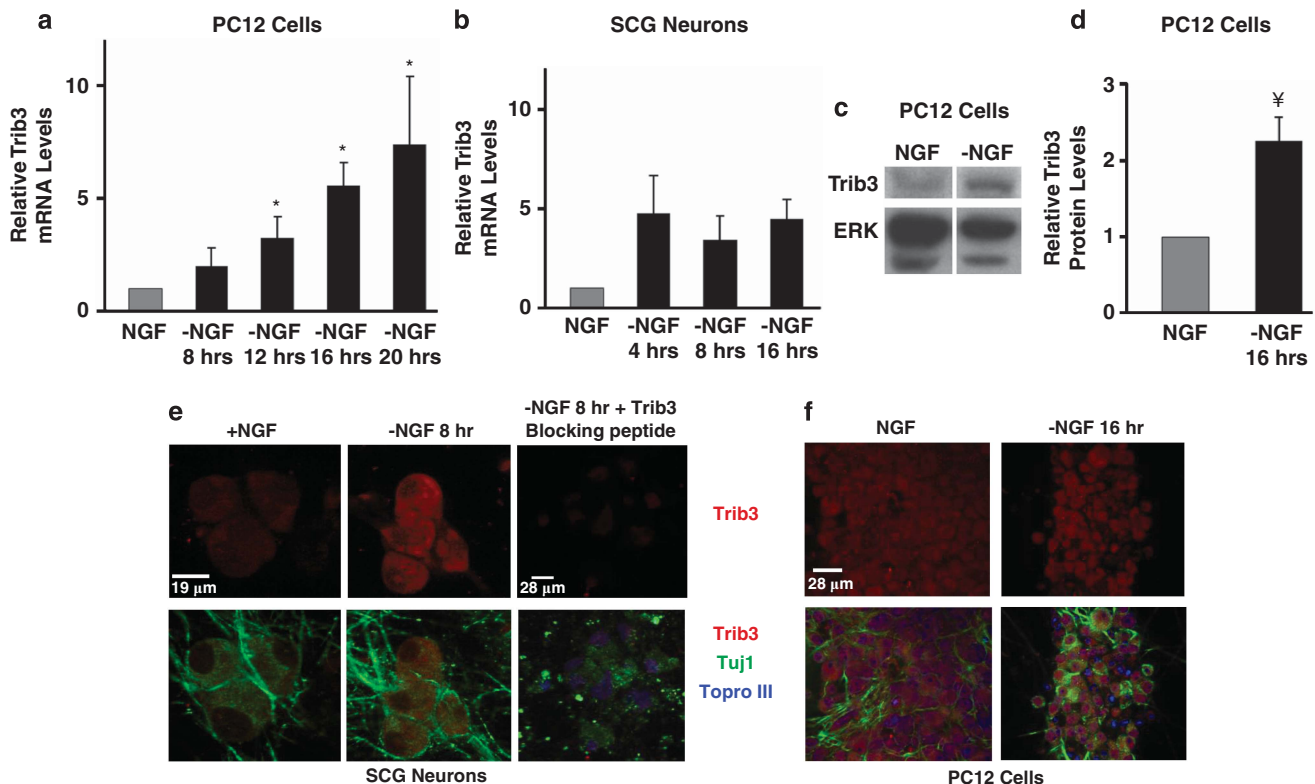 a
PC12 Cells
Relative Trib3
mRNA Levels
10
5
0
*
*
*
*
NGF
-NGF
8 hrs
-NGF
12 hrs
-NGF
16 hrs
-NGF
20 hrs
b
SCG Neurons
Relative Trib3
mRNA Levels
10
5
0
NGF
-NGF
4 hrs
-NGF
8 hrs
-NGF
16 hrs
c
PC12 Cells
NGF
-NGF
Trib3
ERK
d
PC12 Cells
Relative Trib3
Protein Levels
3
2
1
0
¥
NGF
-NGF
16 hrs
e
+NGF
-NGF 8 hr
-NGF 8 hr + Trib3
Blocking peptide
19 µm
28 µm
Trib3
Trib3
Tuj1
Topro III
SCG Neurons
f
NGF
-NGF 16 hr
28 µm
PC12 Cells